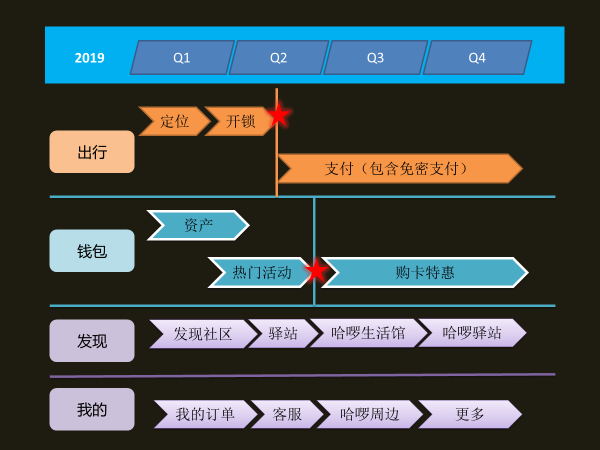 2019 Q1 Q2 Q3 Q4
出行
定位 开锁
支付（包含免密支付）
钱包
资产
热门活动 购卡特惠
发现
发现社区 驿站 哈啰生活馆 哈啰驿站
我的
我的订单 客服 哈啰周边 更多